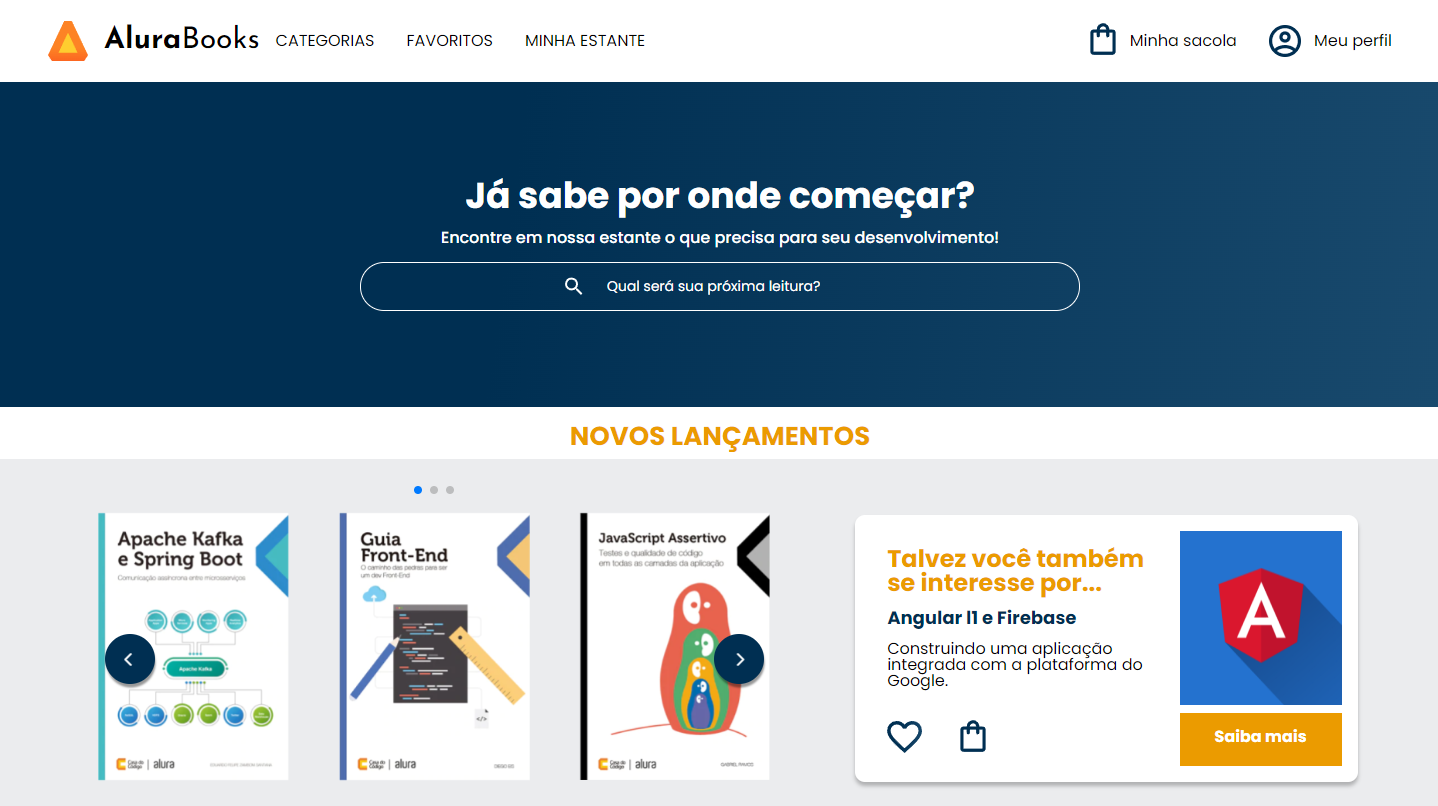 AluraBooks CATEGORIAS FAVORITOS MINHA ESTANTE Minha sacola Meu perfil
Já sabe por onde começar?
Encontre em nossa estante o que precisa para seu desenvolvimento!
Qual será sua próxima leitura?
NOVOS LANÇAMENTOS
Apache Kafka
e Spring Boot
Comunicação assíncrona entre microsserviços
Apache Kafka
Casa do
Código
alura
Guia
Front-End
O caminho das pedras para ser
um dev Front-End
</>
Casa do
Código
alura
DIEGO EIS
JavaScript Assertivo
Testes e qualidade de código
em todas as camadas da aplicação
Casa do
Código
alura
GABRIEL RAMOS
Talvez você também
se interesse por...
Angular l1 e Firebase
Construindo uma aplicação
integrada com a plataforma do
Google.
A
Saiba mais